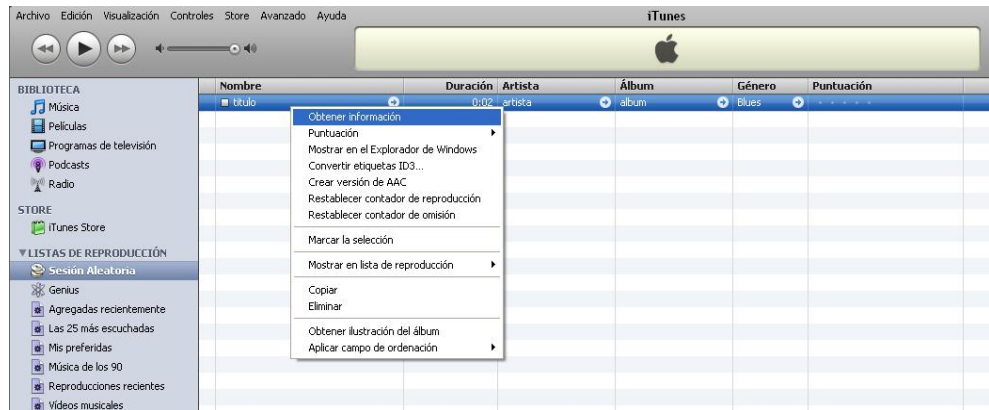 Archivo Edición Visualización Controles Store Avanzado Ayuda
iTunes
BIBLIOTECA
Música
Películas
Programas de televisión
Podcasts
Radio
STORE
iTunes Store
LISTAS DE REPRODUCCIÓN
Sesión Aleatoria
Genius
Agregadas recientemente
Las 25 más escuchadas
Mis preferidas
Música de los 90
Reproducciones recientes
Vídeos musicales
Nombre Duración Artista Álbum Género Puntuación
titulo 0:02 artista album Blues
Obtener información
Puntuación
Mostrar en el Explorador de Windows
Convertir etiquetas ID3...
Crear versión de AAC
Restablecer contador de reproducción
Restablecer contador de omisión
Marcar la selección
Mostrar en lista de reproducción
Copiar
Eliminar
Obtener ilustración del álbum
Aplicar campo de ordenación